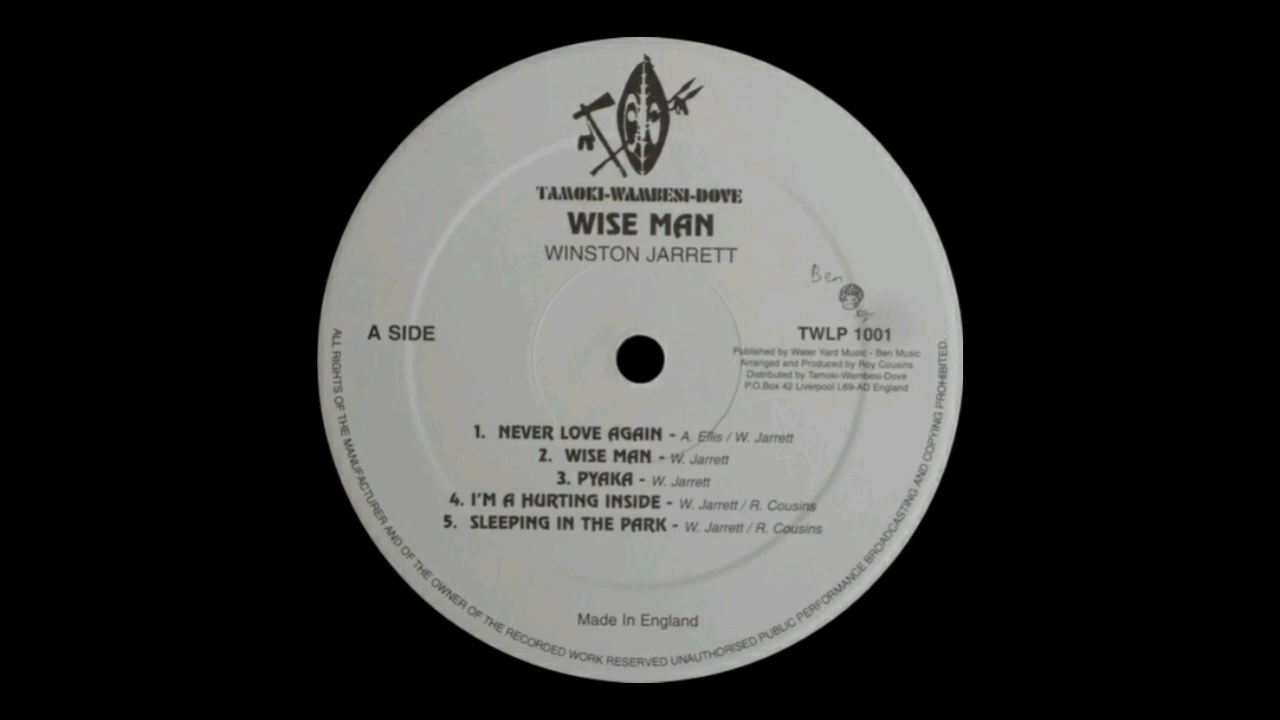 TAMOKI-WAMBESI-DOVE
WISE MAN
WINSTON JARRETT
Ben
A SIDE
TWLP 1001
Published by Water Yard Music - Ben Music
Arranged and Produced by Roy Cousins
Distributed by Tamoki-Wambesi-Dove
P.O.Box 42 Liverpool L69-AD England
1. NEVER LOVE AGAIN - A. Ellis / W. Jarrett
2. WISE MAN - W. Jarrett
3. PYAKA - W. Jarrett
4. I'M A HURTING INSIDE - W. Jarrett / R. Cousins
5. SLEEPING IN THE PARK - W. Jarrett / R. Cousins
Made In England
ALL RIGHTS OF THE MANUFACTURER AND OF THE OWNER OF THE RECORDED WORK RESERVED UNAUTHORISED PUBLIC PERFORMANCE BROADCASTING AND COPYING PROHIBITED.